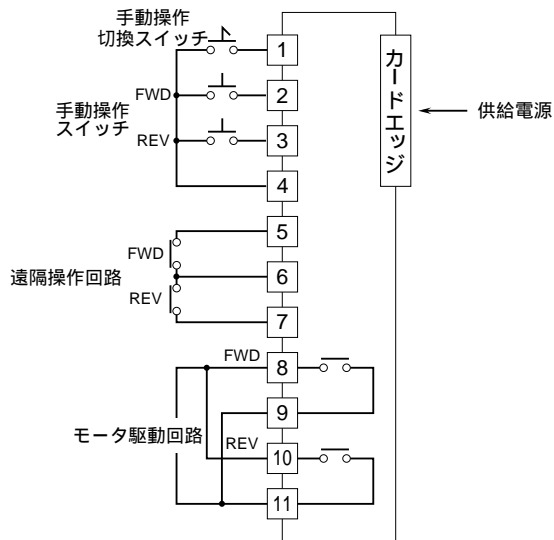 手動操作
切換スイッチ
1
FWD
2
手動操作
スイッチ
REV
3
4
カードエッジ
供給電源
5
FWD
遠隔操作回路
6
REV
7
FWD
8
9
モータ駆動回路
REV
10
11